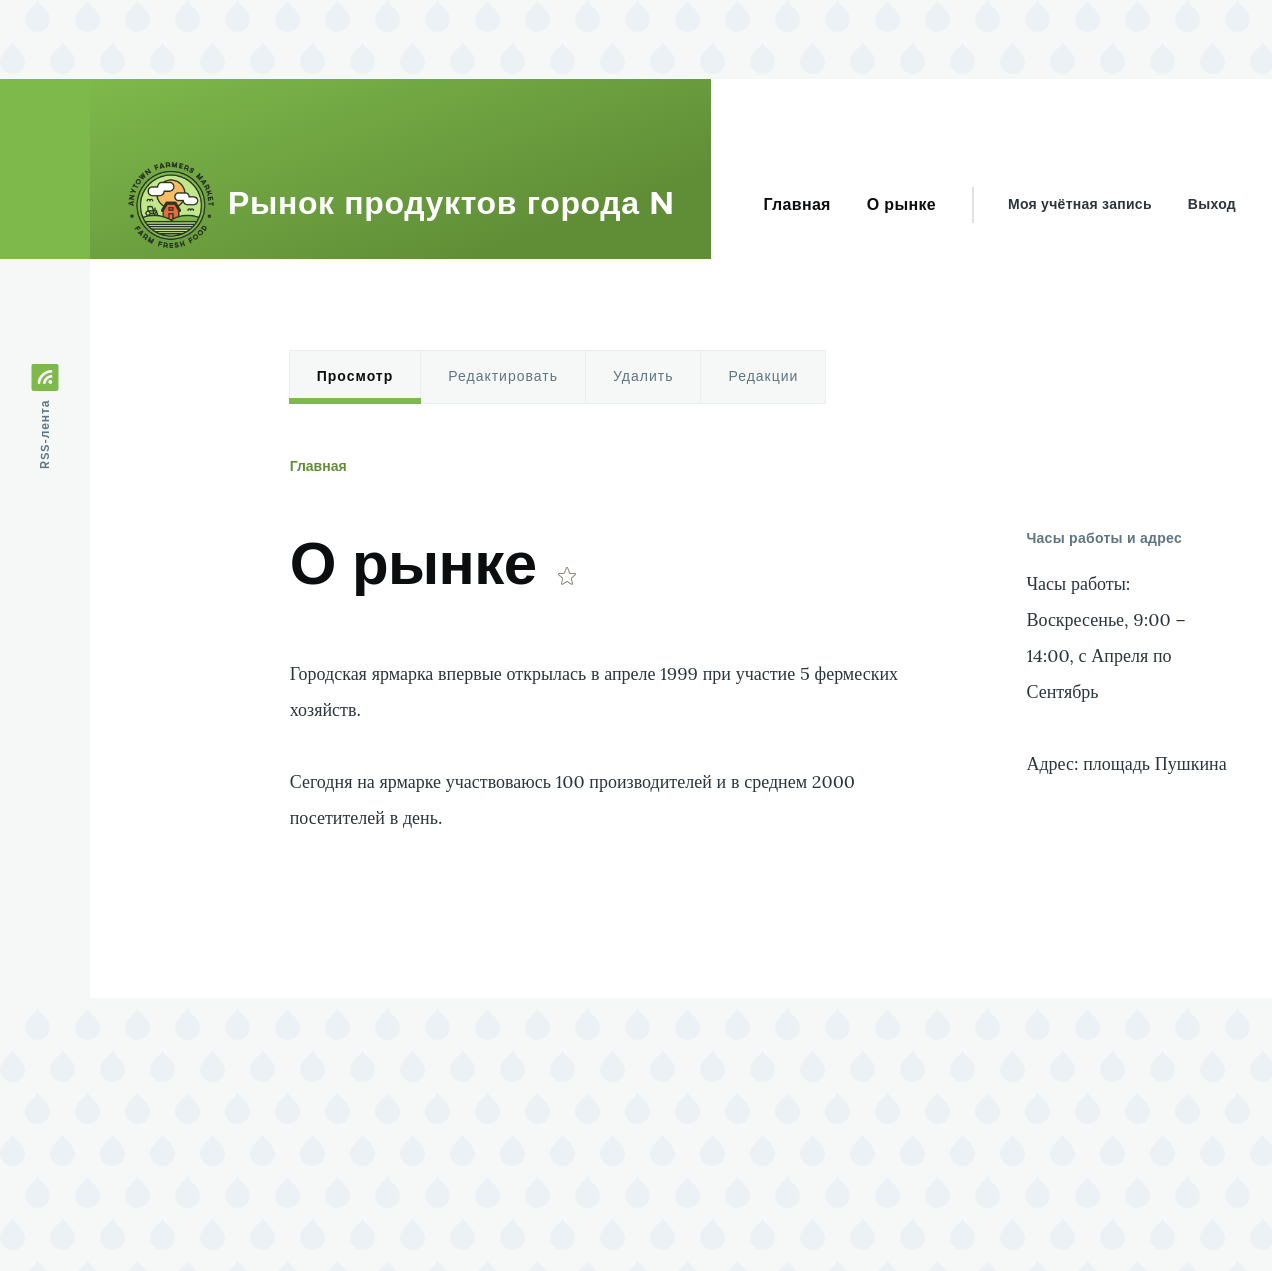 ANYTOWN FARMERS MARKET
FARM FRESH FOOD
Рынок продуктов города N
Главная
О рынке
Моя учётная запись
Выход
RSS-лента
Просмотр
Редактировать
Удалить
Редакции
Главная
О рынке
Городская ярмарка впервые открылась в апреле 1999 при участие 5 фермеских
хозяйств.
Сегодня на ярмарке участвоваюсь 100 производителей и в среднем 2000
посетителей в день.
Часы работы и адрес
Часы работы:
Воскресенье, 9:00 –
14:00, с Апреля по
Сентябрь
Адрес: площадь Пушкина